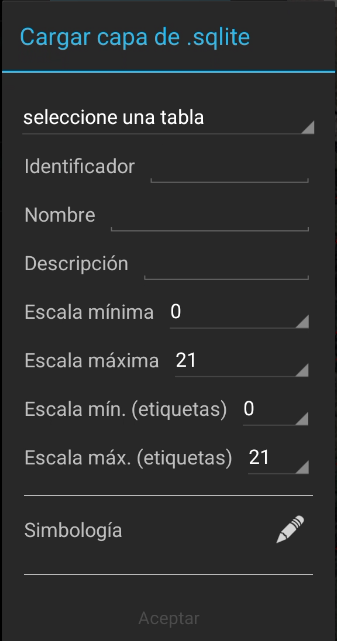 Cargar capa de .sqlite
seleccione una tabla
Identificador
Nombre
Descripción
Escala mínima 0
Escala máxima 21
Escala mín. (etiquetas) 0
Escala máx. (etiquetas) 21
Simbología
Aceptar